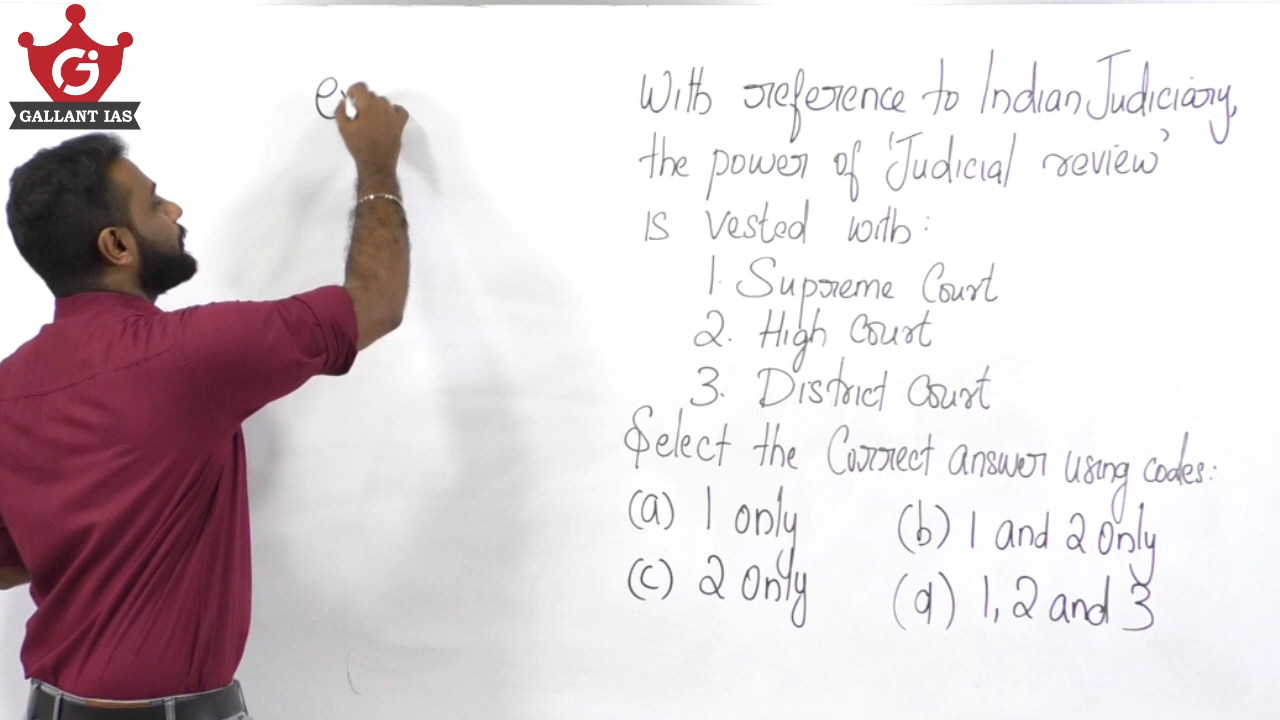 GALLANT IAS
With reference to Indian Judiciary,
the power of 'Judicial review'
is vested with:
1. Supreme Court
2. High Court
3. District Court
Select the Correct answer using codes:
(a) 1 only (b) 1 and 2 only
(c) 2 only (d) 1, 2 and 3